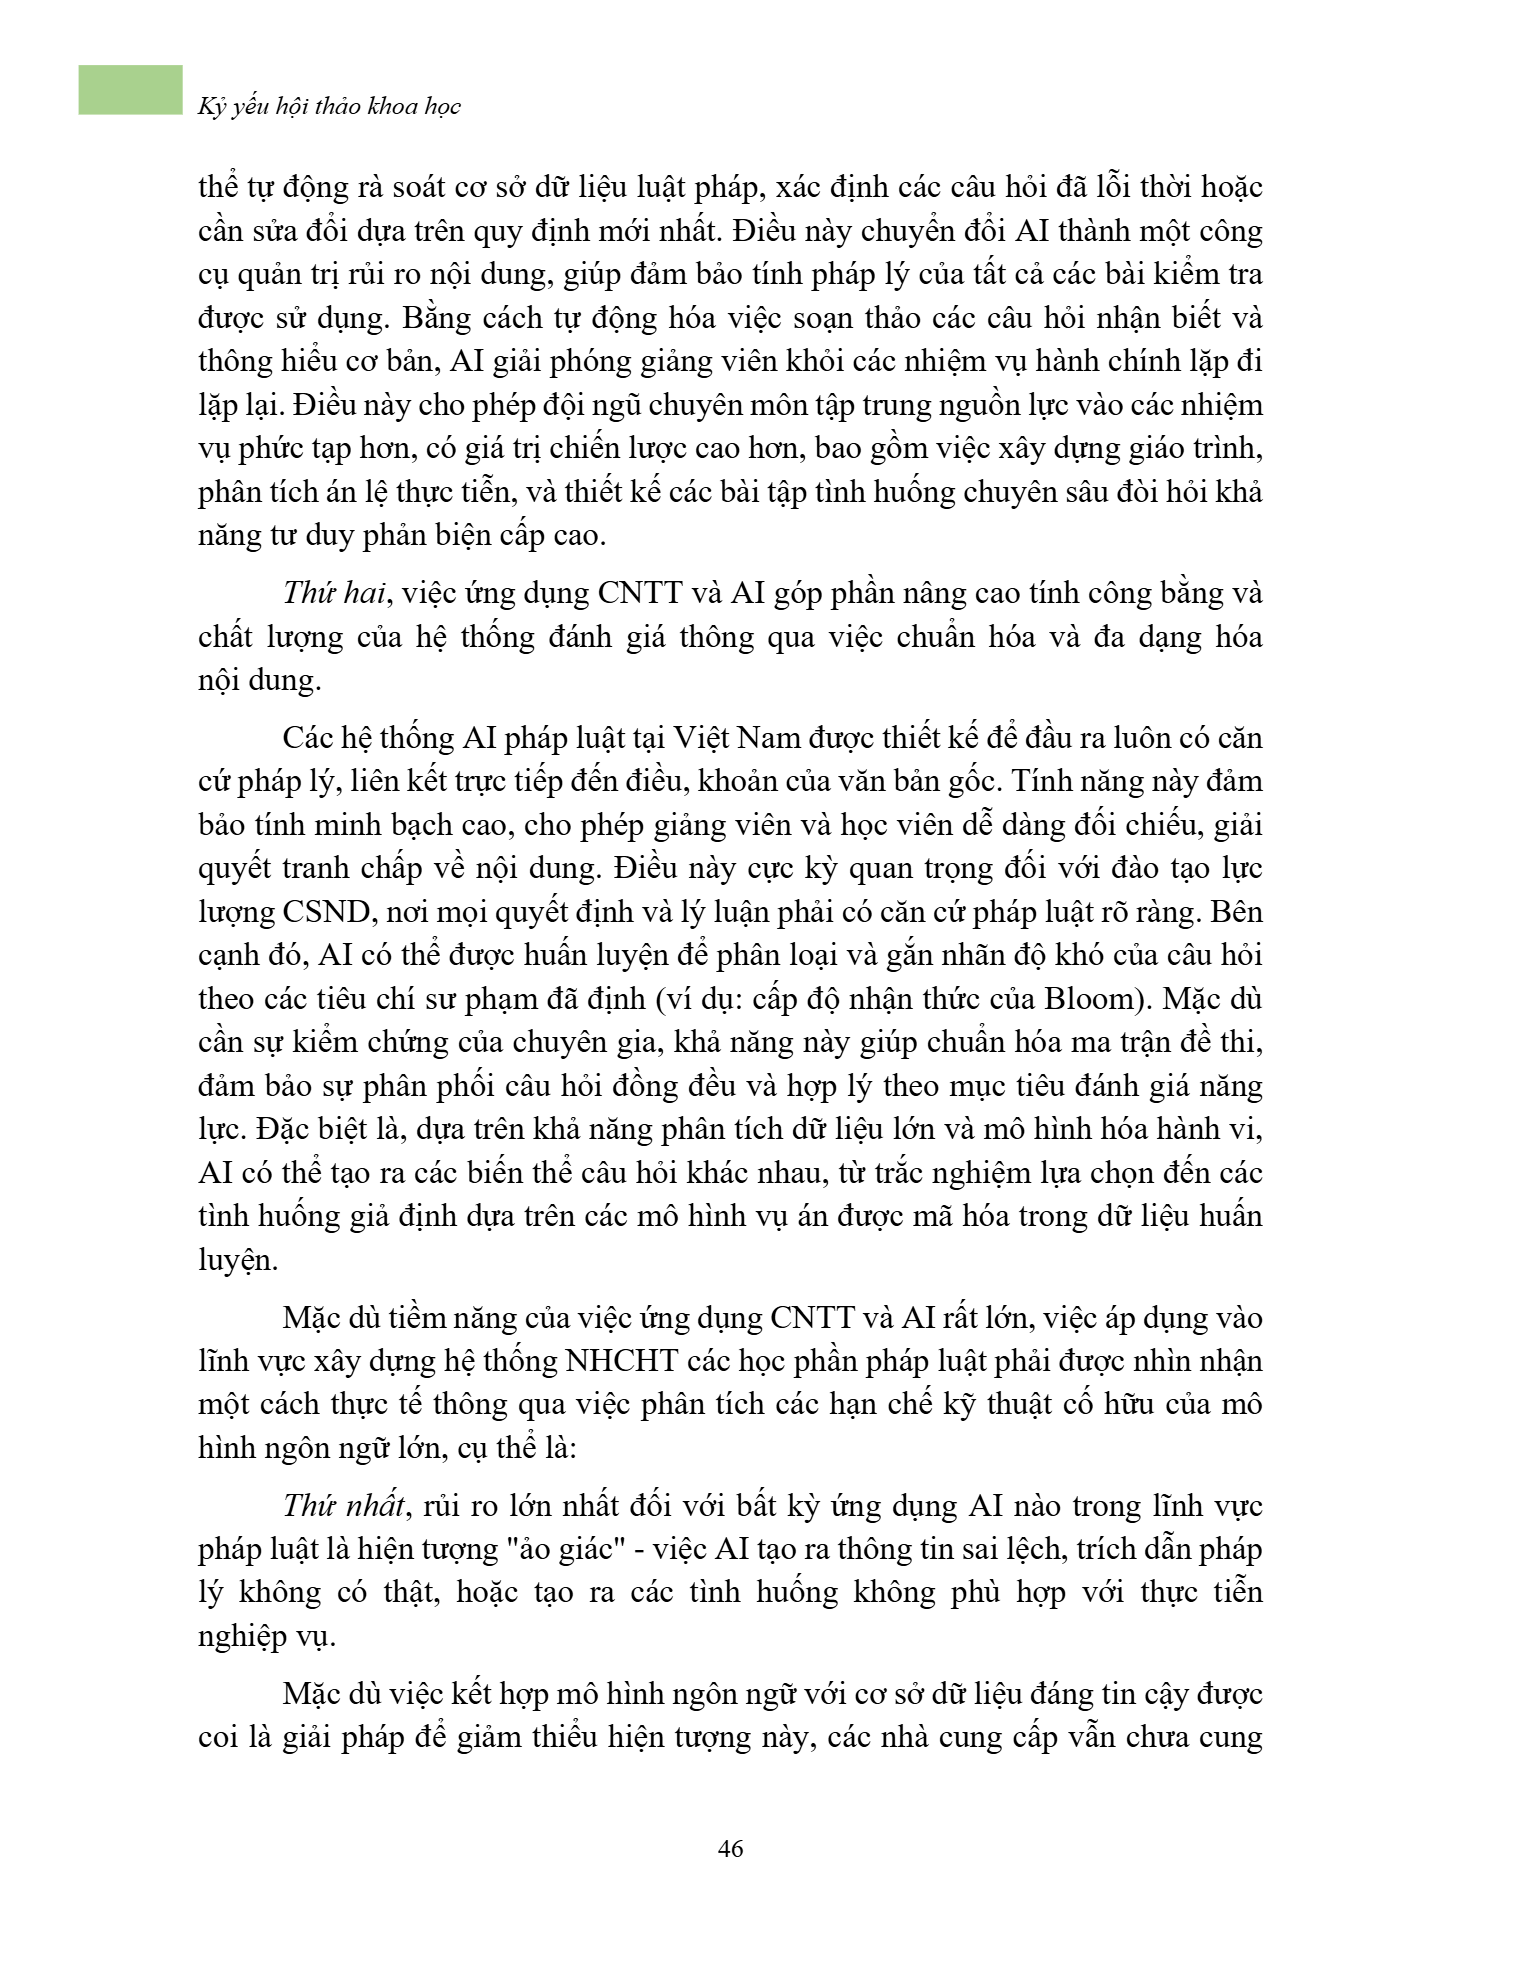 Kỷ yếu hội thảo khoa học
thể tự động rà soát cơ sở dữ liệu luật pháp, xác định các câu hỏi đã lỗi thời hoặc
cần sửa đổi dựa trên quy định mới nhất. Điều này chuyển đổi AI thành một công
cụ quản trị rủi ro nội dung, giúp đảm bảo tính pháp lý của tất cả các bài kiểm tra
được sử dụng. Bằng cách tự động hóa việc soạn thảo các câu hỏi nhận biết và
thông hiểu cơ bản, AI giải phóng giảng viên khỏi các nhiệm vụ hành chính lặp đi
lặp lại. Điều này cho phép đội ngũ chuyên môn tập trung nguồn lực vào các nhiệm
vụ phức tạp hơn, có giá trị chiến lược cao hơn, bao gồm việc xây dựng giáo trình,
phân tích án lệ thực tiễn, và thiết kế các bài tập tình huống chuyên sâu đòi hỏi khả
năng tư duy phản biện cấp cao.
Thứ hai, việc ứng dụng CNTT và AI góp phần nâng cao tính công bằng và
chất lượng của hệ thống đánh giá thông qua việc chuẩn hóa và đa dạng hóa
nội dung.
Các hệ thống AI pháp luật tại Việt Nam được thiết kế để đầu ra luôn có căn
cứ pháp lý, liên kết trực tiếp đến điều, khoản của văn bản gốc. Tính năng này đảm
bảo tính minh bạch cao, cho phép giảng viên và học viên dễ dàng đối chiếu, giải
quyết tranh chấp về nội dung. Điều này cực kỳ quan trọng đối với đào tạo lực
lượng CSND, nơi mọi quyết định và lý luận phải có căn cứ pháp luật rõ ràng. Bên
cạnh đó, AI có thể được huấn luyện để phân loại và gắn nhãn độ khó của câu hỏi
theo các tiêu chí sư phạm đã định (ví dụ: cấp độ nhận thức của Bloom). Mặc dù
cần sự kiểm chứng của chuyên gia, khả năng này giúp chuẩn hóa ma trận đề thi,
đảm bảo sự phân phối câu hỏi đồng đều và hợp lý theo mục tiêu đánh giá năng
lực. Đặc biệt là, dựa trên khả năng phân tích dữ liệu lớn và mô hình hóa hành vi,
AI có thể tạo ra các biến thể câu hỏi khác nhau, từ trắc nghiệm lựa chọn đến các
tình huống giả định dựa trên các mô hình vụ án được mã hóa trong dữ liệu huấn
luyện.
Mặc dù tiềm năng của việc ứng dụng CNTT và AI rất lớn, việc áp dụng vào
lĩnh vực xây dựng hệ thống NHCHT các học phần pháp luật phải được nhìn nhận
một cách thực tế thông qua việc phân tích các hạn chế kỹ thuật cố hữu của mô
hình ngôn ngữ lớn, cụ thể là:
Thứ nhất, rủi ro lớn nhất đối với bất kỳ ứng dụng AI nào trong lĩnh vực
pháp luật là hiện tượng "ảo giác" - việc AI tạo ra thông tin sai lệch, trích dẫn pháp
lý không có thật, hoặc tạo ra các tình huống không phù hợp với thực tiễn
nghiệp vụ.
Mặc dù việc kết hợp mô hình ngôn ngữ với cơ sở dữ liệu đáng tin cậy được
coi là giải pháp để giảm thiểu hiện tượng này, các nhà cung cấp vẫn chưa cung
46